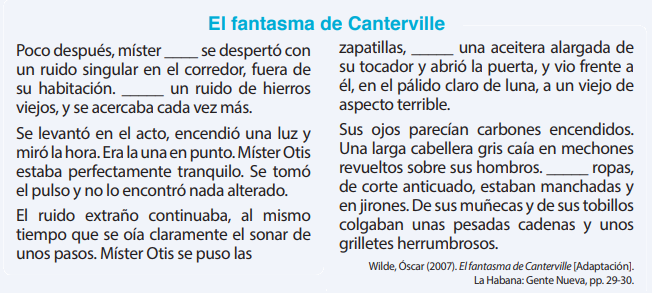 El fantasma de Canterville
Poco después, míster ____ se despertó con
un ruido singular en el corredor, fuera de
su habitación. _____ un ruido de hierros
viejos, y se acercaba cada vez más.
Se levantó en el acto, encendió una luz y
miró la hora. Era la una en punto. Míster Otis
estaba perfectamente tranquilo. Se tomó
el pulso y no lo encontró nada alterado.
El ruido extraño continuaba, al mismo
tiempo que se oía claramente el sonar de
unos pasos. Míster Otis se puso las
zapatillas, _____ una aceitera alargada de
su tocador y abrió la puerta, y vio frente a
él, en el pálido claro de luna, a un viejo de
aspecto terrible.
Sus ojos parecían carbones encendidos.
Una larga cabellera gris caía en mechones
revueltos sobre sus hombros. _____ ropas,
de corte anticuado, estaban manchadas y
en jirones. De sus muñecas y de sus tobillos
colgaban unas pesadas cadenas y unos
grilletes herrumbrosos.
Wilde, Óscar (2007). El fantasma de Canterville [Adaptación].
La Habana: Gente Nueva, pp. 29-30.